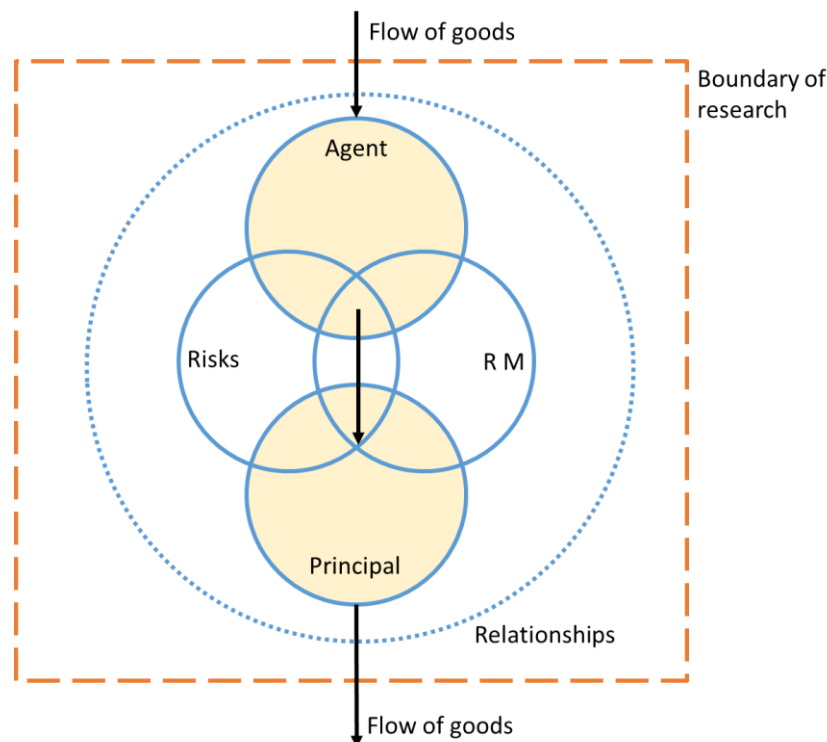 Flow of goods
Boundary of
research
Agent
Risks
R M
Principal
Relationships
Flow of goods